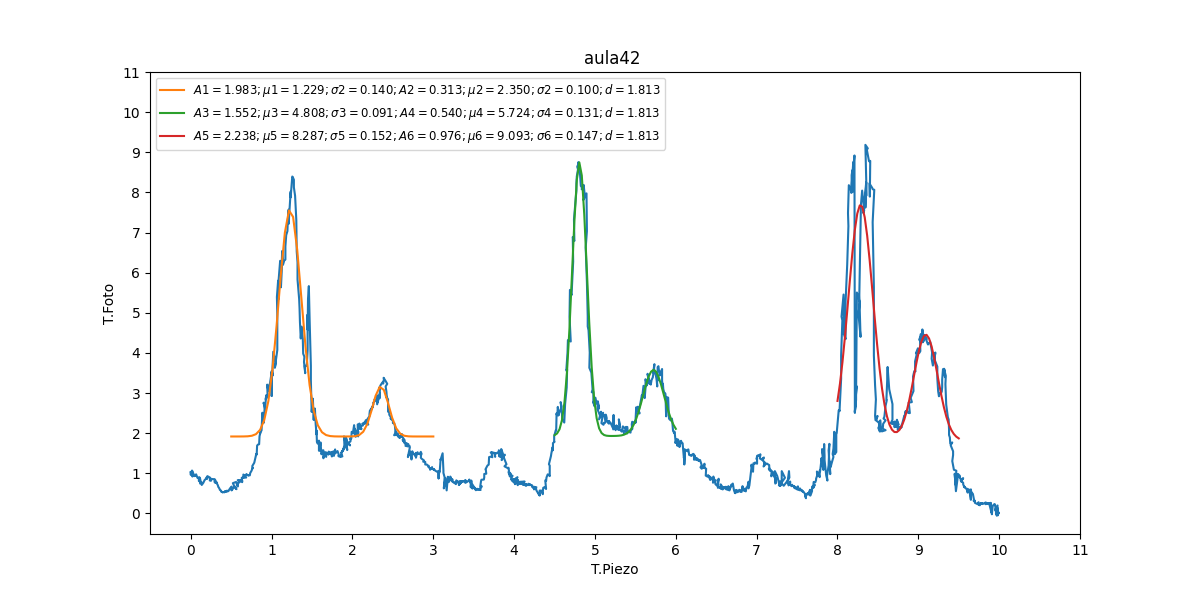 aula42
A1 = 1.983; μ1 = 1.229; σ2 = 0.140; A2 = 0.313; μ2 = 2.350; σ2 = 0.100; d = 1.813
A3 = 1.552; μ3 = 4.808; σ3 = 0.091; A4 = 0.540; μ4 = 5.724; σ4 = 0.131; d = 1.813
A5 = 2.238; μ5 = 8.287; σ5 = 0.152; A6 = 0.976; μ6 = 9.093; σ6 = 0.147; d = 1.813
T.Foto
11
10
9
8
7
6
5
4
3
2
1
0
0 1 2 3 4 5 6 7 8 9 10 11
T.Piezo